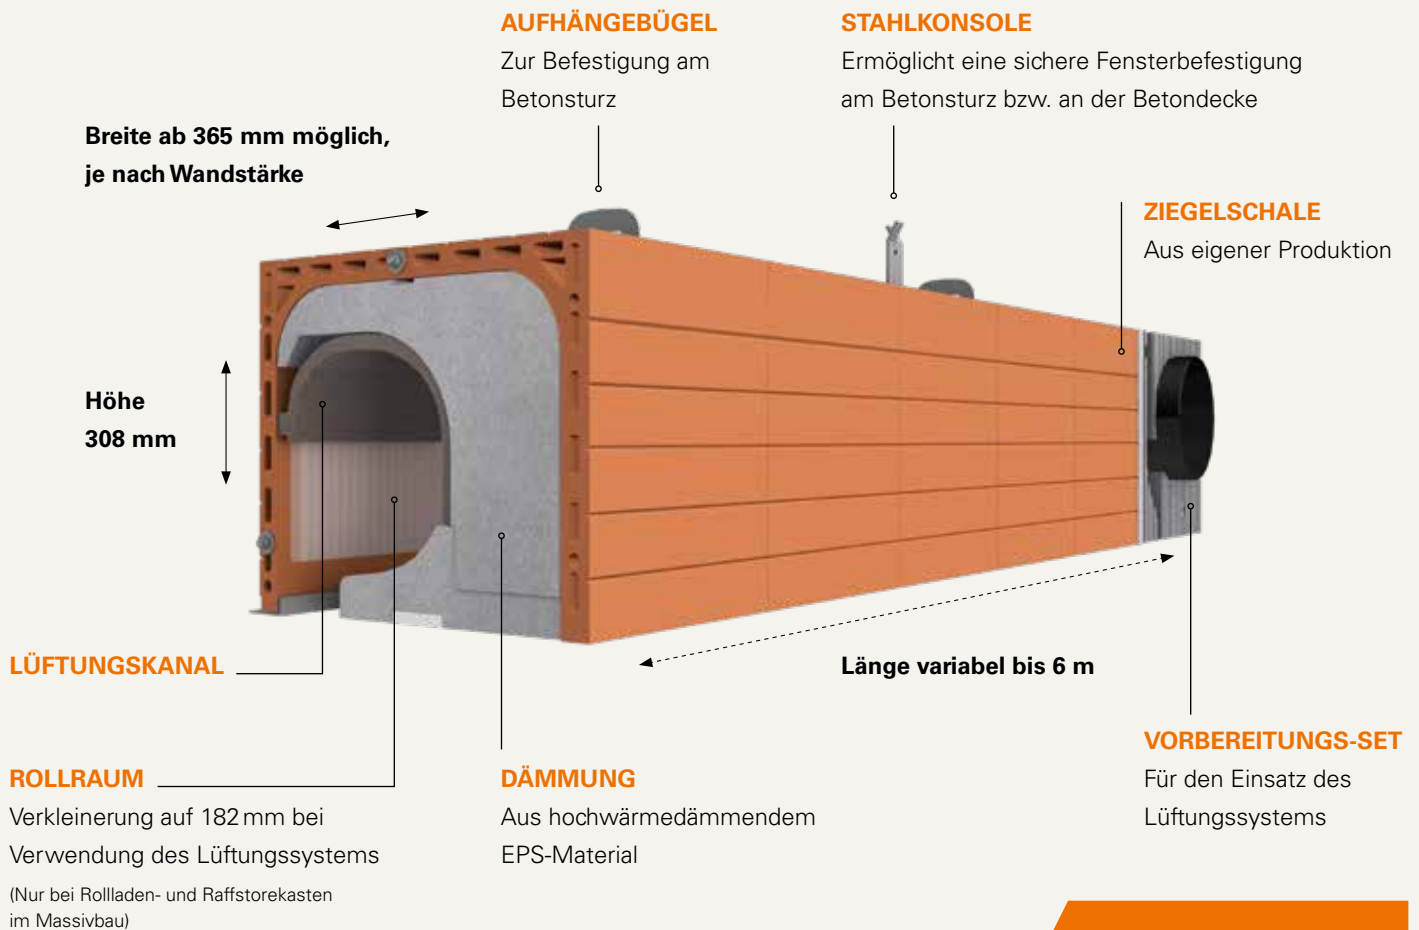 AUFHÄNGEBÜGEL
Zur Befestigung am
Betonsturz
STAHLKONSOLE
Ermöglicht eine sichere Fensterbefestigung
am Betonsturz bzw. an der Betondecke
Breite ab 365 mm möglich,
je nach Wandstärke
ZIEGELSCHALE
Aus eigener Produktion
Höhe
308 mm
LÜFTUNGSKANAL
Länge variabel bis 6 m
ROLLRAUM
Verkleinerung auf 182 mm bei
Verwendung des Lüftungssystems
(Nur bei Rollladen- und Raffstorekasten
im Massivbau)
DÄMMUNG
Aus hochwärmedämmendem
EPS-Material
VORBEREITUNGS-SET
Für den Einsatz des
Lüftungssystems